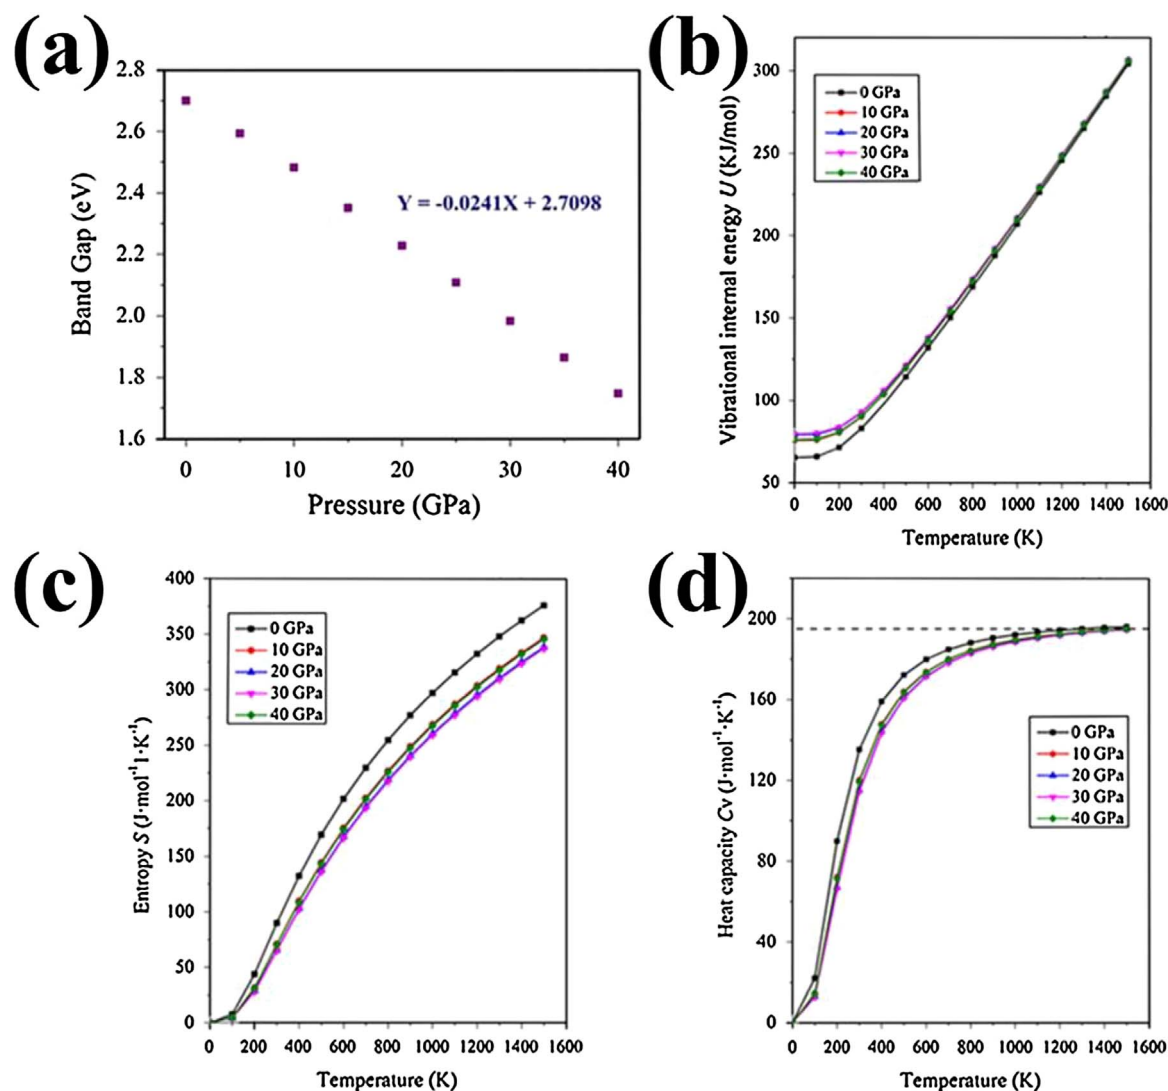 (a)
2.8
2.6
2.4
2.2
2.0
1.8
1.6
Band Gap (eV)
Y = -0.0241X + 2.7098
0 10 20 30 40
Pressure (GPa)
(b)
300
250
200
150
100
50
Vibrational internal energy U (KJ/mol)
0 GPa
10 GPa
20 GPa
30 GPa
40 GPa
0 200 400 600 800 1000 1200 1400 1600
Temperature (K)
(c)
400
350
300
250
200
150
100
50
0
Entropy S (J·mol⁻¹1·K⁻¹)
0 GPa
10 GPa
20 GPa
30 GPa
40 GPa
0 200 400 600 800 1000 1200 1400 1600
Temperature (K)
(d)
200
160
120
80
40
0
Heat capacity Cv (J·mol⁻¹·K⁻¹)
0 GPa
10 GPa
20 GPa
30 GPa
40 GPa
0 200 400 600 800 1000 1200 1400 1600
Temperature (K)